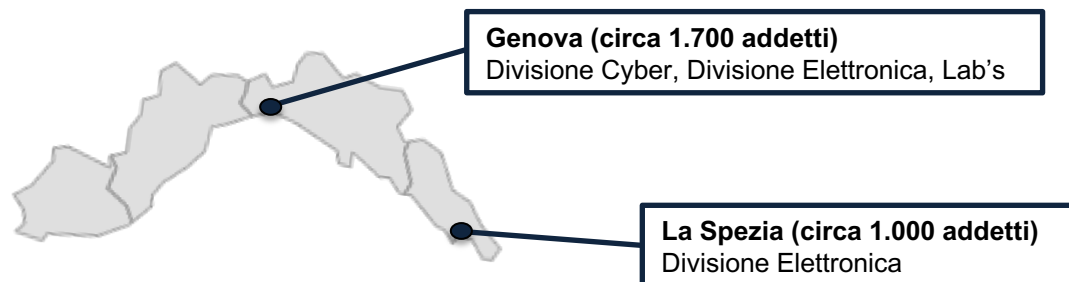 Genova (circa 1.700 addetti)
Divisione Cyber, Divisione Elettronica, Lab's
La Spezia (circa 1.000 addetti)
Divisione Elettronica